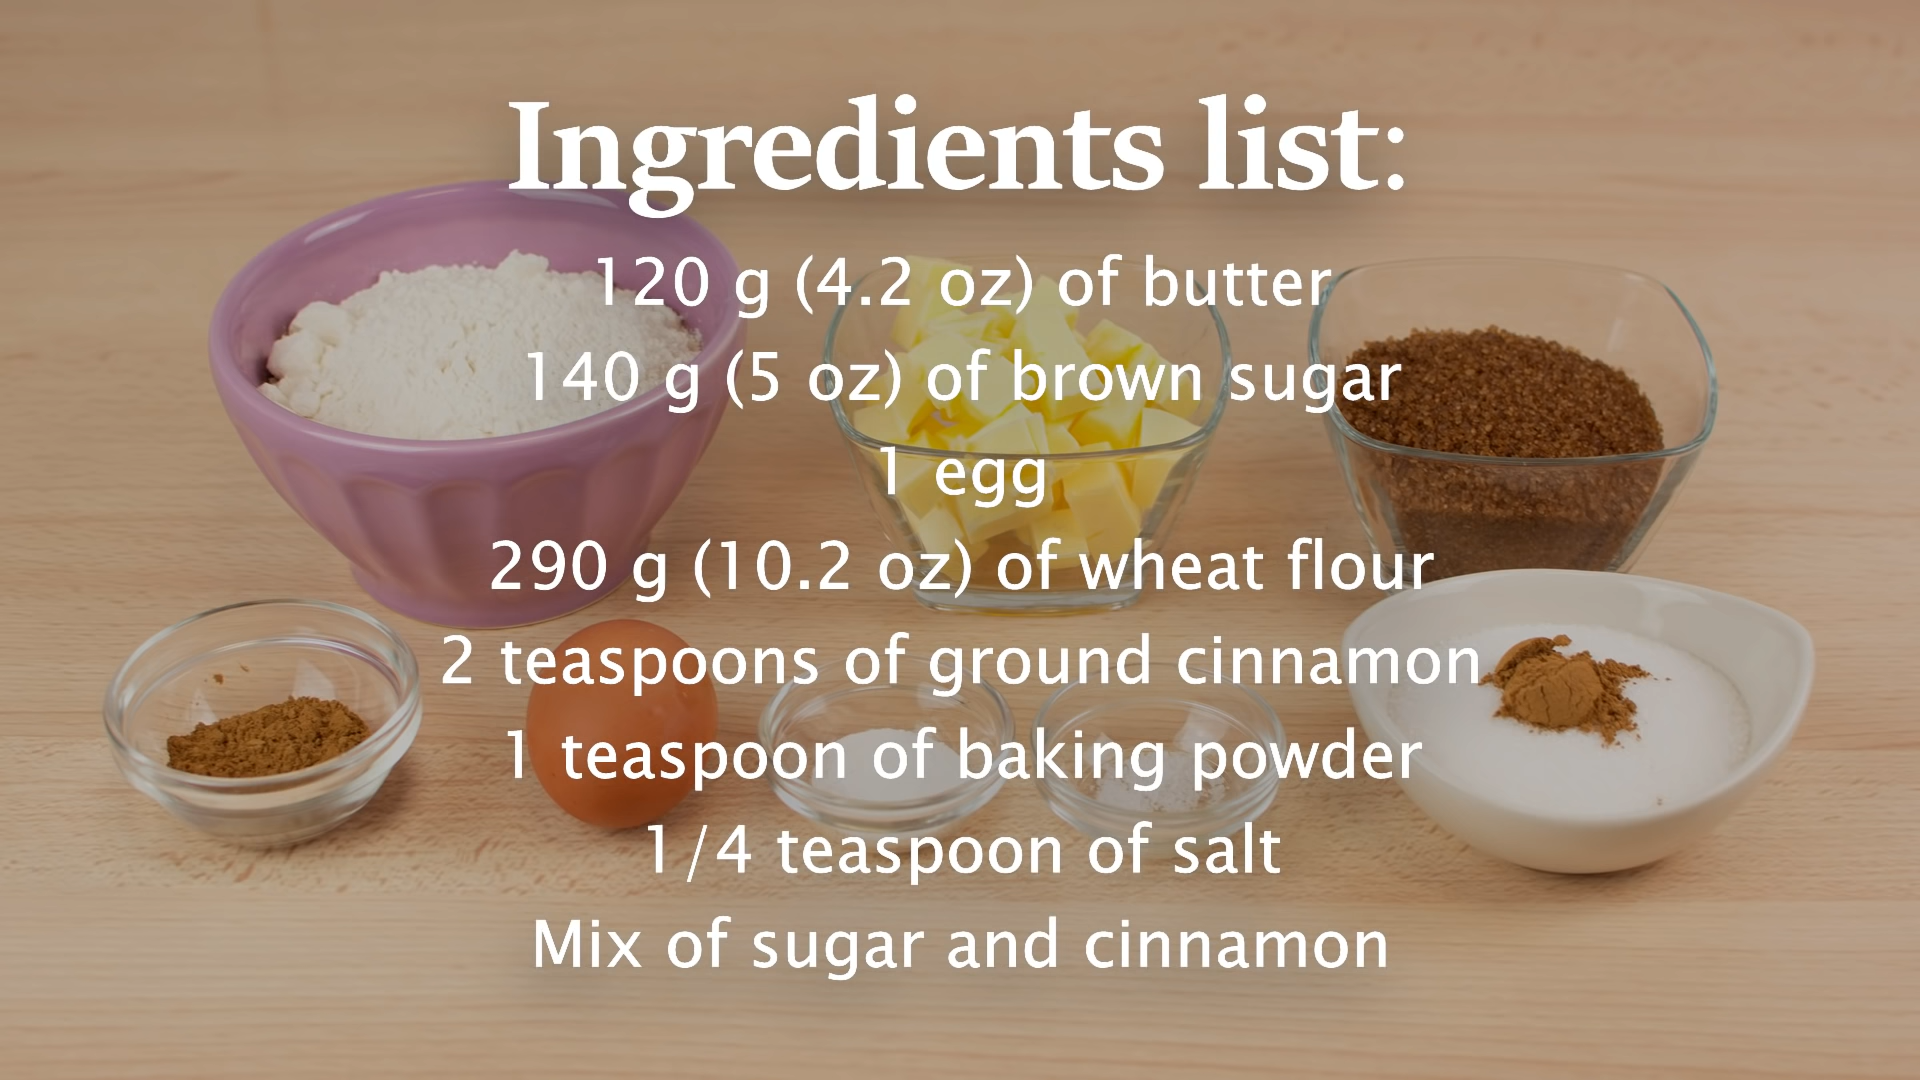 Ingredients list:
120 g (4.2 oz) of butter
140 g (5 oz) of brown sugar
1 egg
290 g (10.2 oz) of wheat flour
2 teaspoons of ground cinnamon
1 teaspoon of baking powder
1/4 teaspoon of salt
Mix of sugar and cinnamon